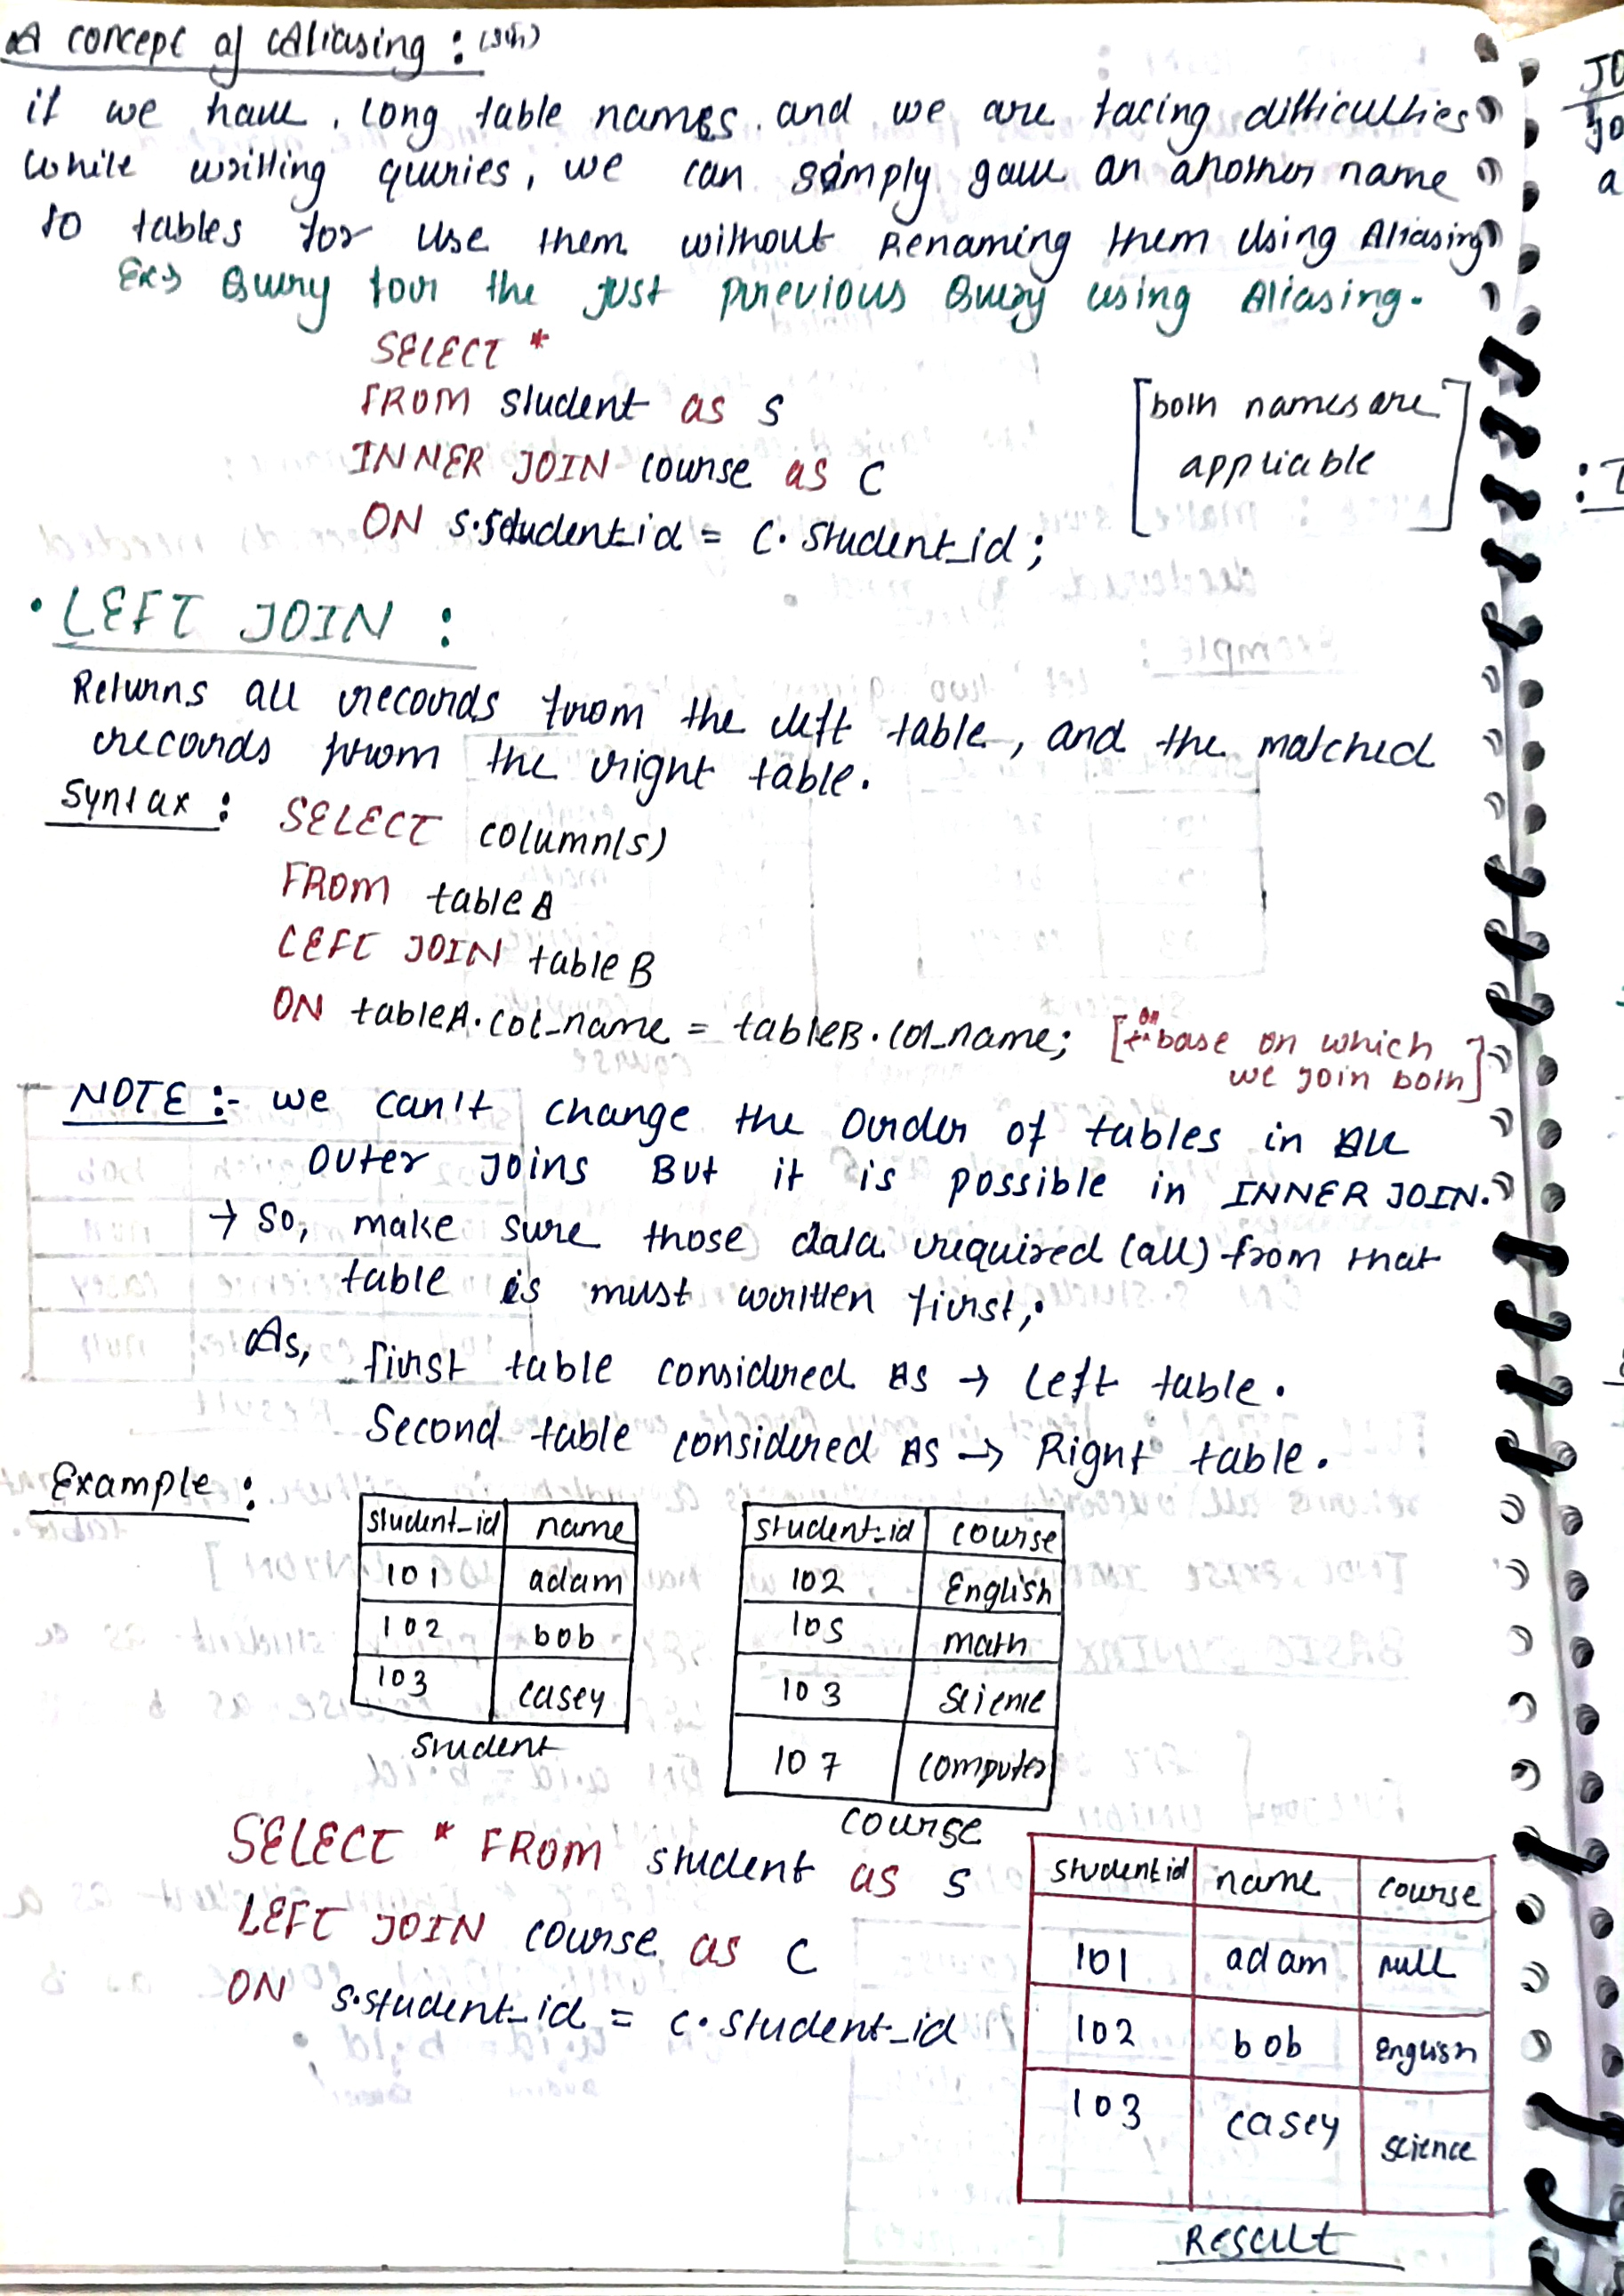 A concept of Aliasing :
if we have, long table names, and we are facing difficulties
while writting queries, we can simply gave an another name
to tables for use them without Renaming them Using Aliasing
Ex→ Query for the just previous Query using Aliasing.
SELECT *
FROM student as s
INNER JOIN course as C
ON s.student_id = C.student_id;
[both names are
appliable]
• LEFT JOIN :
Returns all records from the left table, and the matched
records from the right table.
Syntax : SELECT column(s)
FROM table A
LEFT JOIN table B
ON tableA.col_name = tableB.col_name; [base on which
we join both]
NOTE :- we can't change the order of tables in All
outer joins But it is possible in INNER JOIN.
→ So, make sure those data required (all) from that
table is must written first,.
As, first table considered As → Left table.
Second table considered As → Right table.
Example :
student_id name
101 adam
102 bob
103 casey
Student
student_id course
102 English
105 math
103 Science
107 computer
course
SELECT * FROM student as s
LEFT JOIN course as C
ON s.student_id = c.student_id
student id name course
101 adam null
102 bob english
103 casey science
Result